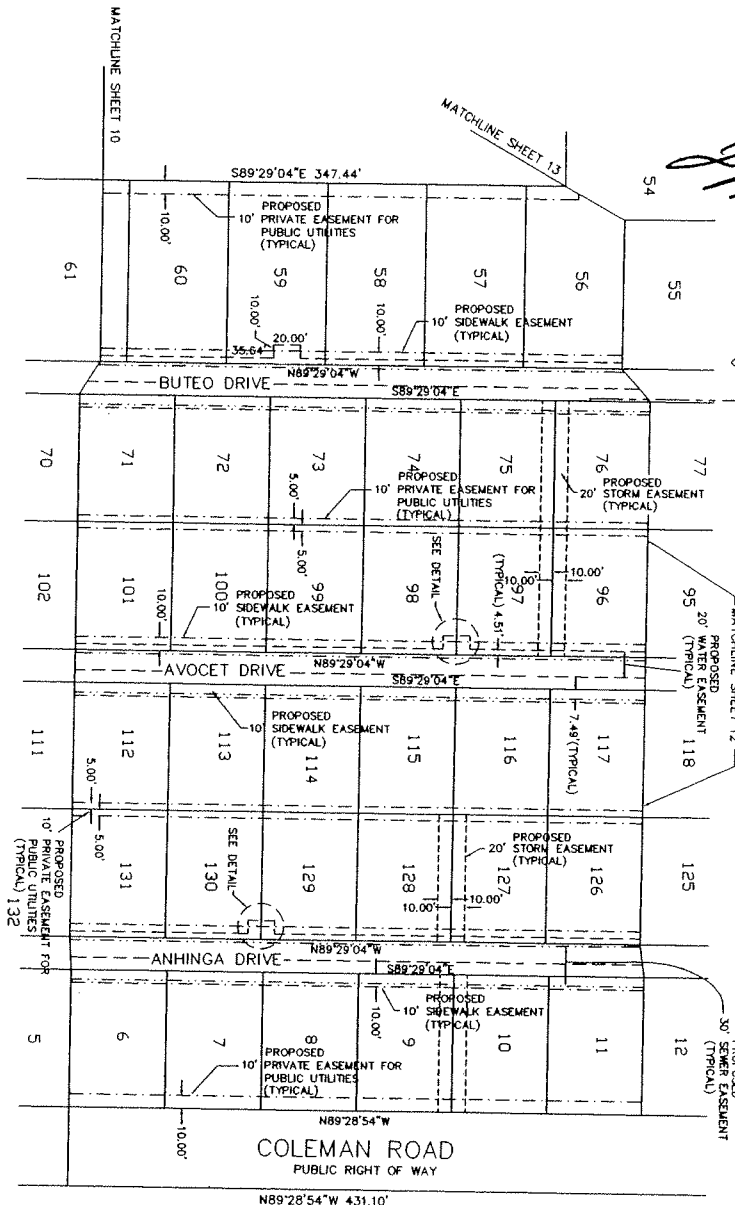 MATCHLINE SHEET 10
MATCHLINE SHEET 13
54
S89°29'04"E 347.44'
PROPOSED
10' PRIVATE EASEMENT FOR
PUBLIC UTILITIES
(TYPICAL)
10.00'
61
60
59
58
57
56
55
10.00'
20.00'
35.64'
10.00'
PROPOSED
10' SIDEWALK EASEMENT
(TYPICAL)
N89°29'04"W
BUTEO DRIVE
S89°29'04"E
70
71
72
73
74
75
76
77
PROPOSED
20' STORM EASEMENT
(TYPICAL)
5.00'
5.00'
PROPOSED
10' PRIVATE EASEMENT FOR
PUBLIC UTILITIES
(TYPICAL)
SEE DETAIL
(TYPICAL) 4.51'
10.00'
10.00'
102
101
100
99
98
97
96
95
MATCHLINE SHEET 12
PROPOSED
20' WATER EASEMENT
(TYPICAL)
10.00'
PROPOSED
10' SIDEWALK EASEMENT
(TYPICAL)
N89°29'04"W
AVOCET DRIVE
S89°29'04"E
PROPOSED
10' SIDEWALK EASEMENT
(TYPICAL)
7.49'(TYPICAL)
111
112
113
114
115
116
117
118
5.00'
5.00'
PROPOSED
10' PRIVATE EASEMENT FOR
PUBLIC UTILITIES
(TYPICAL)
SEE DETAIL
PROPOSED
20' STORM EASEMENT
(TYPICAL)
10.00'
10.00'
132
131
130
129
128
127
126
125
N89°29'04"W
ANHINGA DRIVE
S89°29'04"E
PROPOSED
30' SEWER EASEMENT
(TYPICAL)
PROPOSED
10' SIDEWALK EASEMENT
(TYPICAL)
10.00'
5
6
7
8
9
10
11
12
PROPOSED
10' PRIVATE EASEMENT FOR
PUBLIC UTILITIES
(TYPICAL)
10.00'
N89°28'54"W
COLEMAN ROAD
PUBLIC RIGHT OF WAY
N89°28'54"W 431.10'